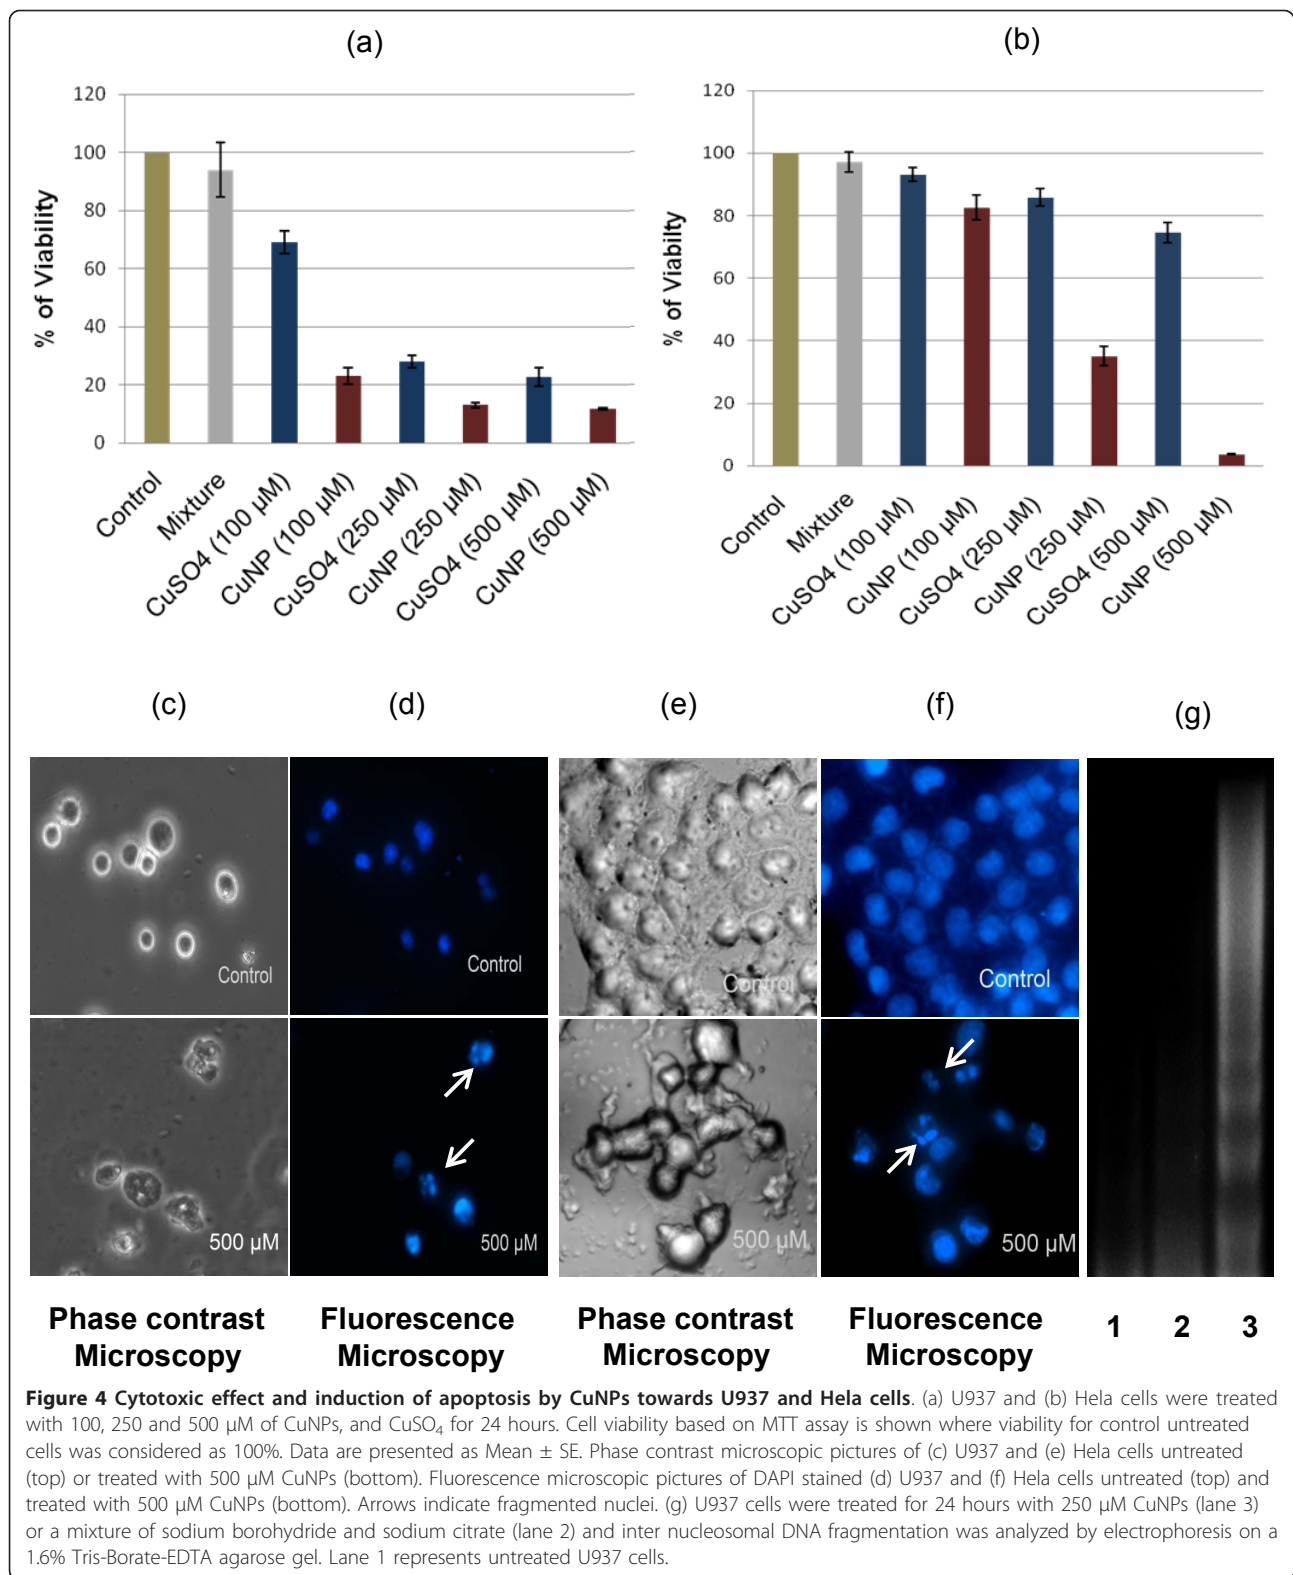 (a)
120
100
80
60
40
20
0
% of Viability
Control
Mixture
CuSO4 (100 µM)
CuNP (100 µM)
CuSO4 (250 µM)
CuNP (250 µM)
CuSO4 (500 µM)
CuNP (500 µM)
(b)
120
100
80
60
40
20
0
% of Viabilty
Control
Mixture
CuSO4 (100 µM)
CuNP (100 µM)
CuSO4 (250 µM)
CuNP (250 µM)
CuSO4 (500 µM)
CuNP (500 µM)
(c)
(d)
(e)
(f)
(g)
Control
Control
Control
Control
500 µM
500 µM
500 µM
500 µM
Phase contrast
Microscopy
Fluorescence
Microscopy
Phase contrast
Microscopy
Fluorescence
Microscopy
1 2 3
Figure 4 Cytotoxic effect and induction of apoptosis by CuNPs towards U937 and Hela cells. (a) U937 and (b) Hela cells were treated
with 100, 250 and 500 µM of CuNPs, and CuSO₄ for 24 hours. Cell viability based on MTT assay is shown where viability for control untreated
cells was considered as 100%. Data are presented as Mean ± SE. Phase contrast microscopic pictures of (c) U937 and (e) Hela cells untreated
(top) or treated with 500 µM CuNPs (bottom). Fluorescence microscopic pictures of DAPI stained (d) U937 and (f) Hela cells untreated (top) and
treated with 500 µM CuNPs (bottom). Arrows indicate fragmented nuclei. (g) U937 cells were treated for 24 hours with 250 µM CuNPs (lane 3)
or a mixture of sodium borohydride and sodium citrate (lane 2) and inter nucleosomal DNA fragmentation was analyzed by electrophoresis on a
1.6% Tris-Borate-EDTA agarose gel. Lane 1 represents untreated U937 cells.